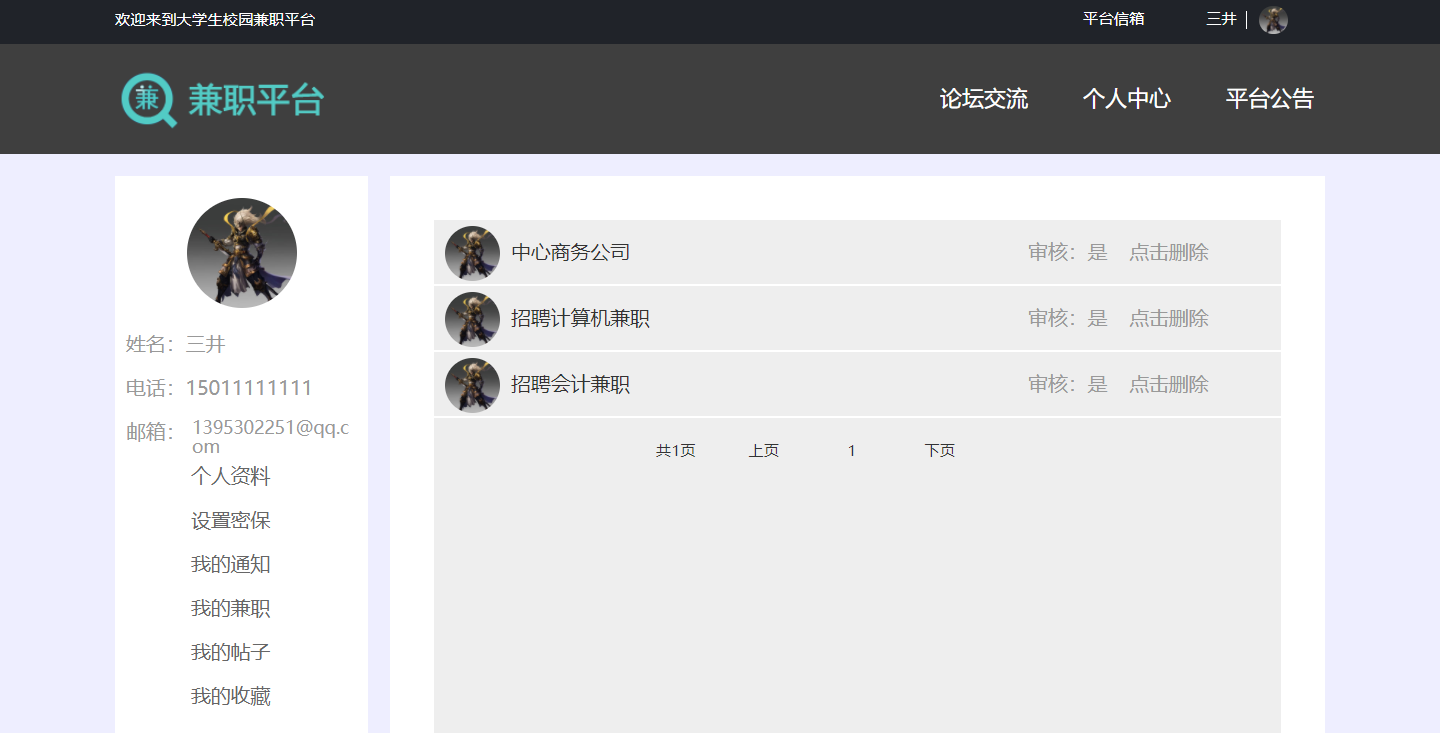 欢迎来到大学生校园兼职平台
平台信箱 三井
兼 兼职平台
论坛交流 个人中心 平台公告
姓名：三井
电话：15011111111
邮箱：1395302251@qq.c
om
个人资料
设置密保
我的通知
我的兼职
我的帖子
我的收藏
中心商务公司 审核：是 点击删除
招聘计算机兼职 审核：是 点击删除
招聘会计兼职 审核：是 点击删除
共1页 上页 1 下页